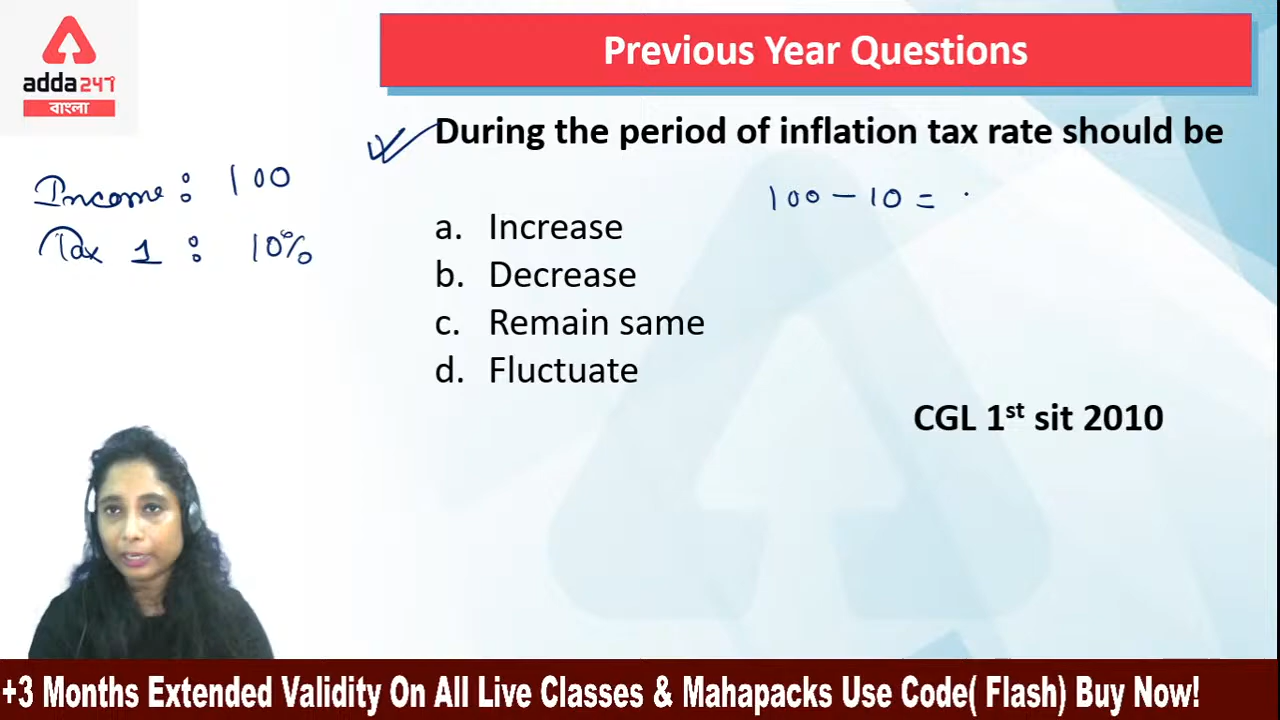 adda247
বাংলা
Previous Year Questions
During the period of inflation tax rate should be
Income : 100
Tax 1 : 10%
100 - 10 =
a. Increase
b. Decrease
c. Remain same
d. Fluctuate
CGL 1st sit 2010
+3 Months Extended Validity On All Live Classes & Mahapacks Use Code( Flash) Buy Now!